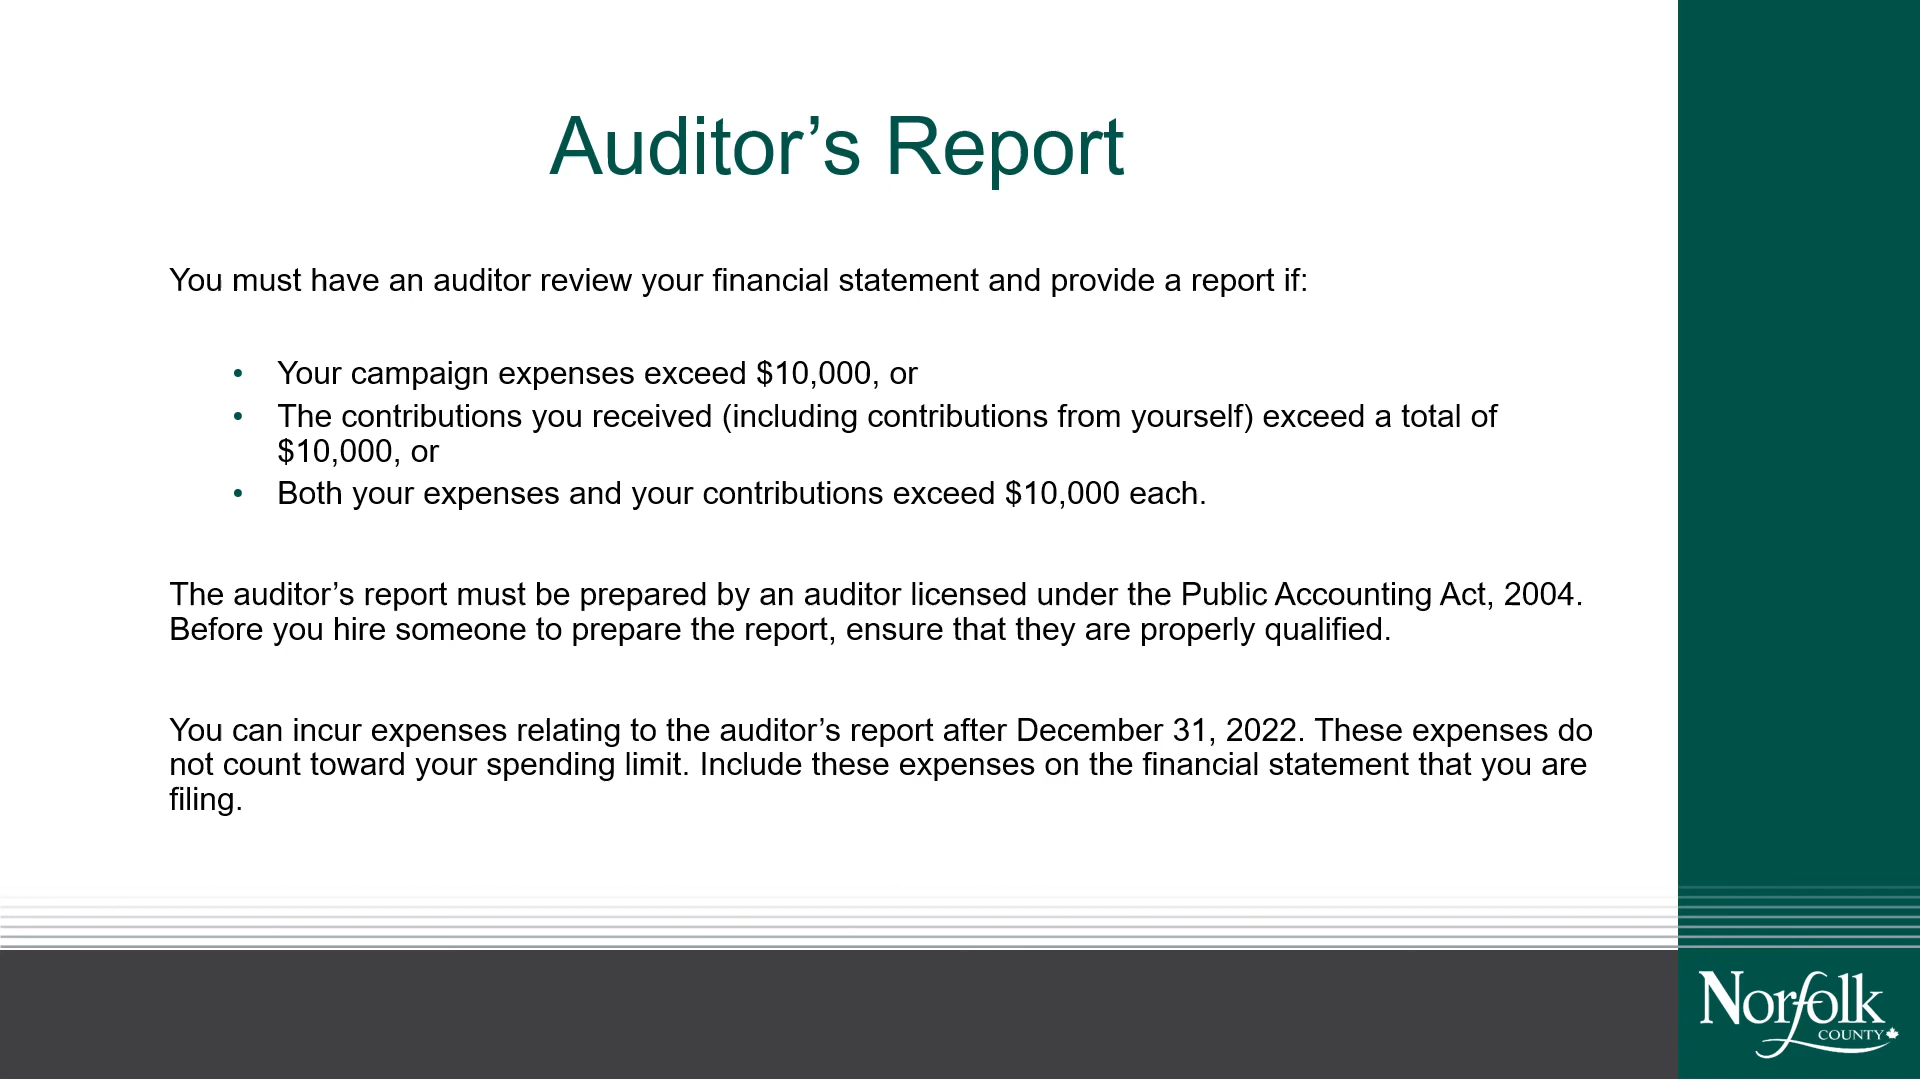 Auditor’s Report
You must have an auditor review your financial statement and provide a report if:
• Your campaign expenses exceed $10,000, or
• The contributions you received (including contributions from yourself) exceed a total of
$10,000, or
• Both your expenses and your contributions exceed $10,000 each.
The auditor’s report must be prepared by an auditor licensed under the Public Accounting Act, 2004.
Before you hire someone to prepare the report, ensure that they are properly qualified.
You can incur expenses relating to the auditor’s report after December 31, 2022. These expenses do
not count toward your spending limit. Include these expenses on the financial statement that you are
filing.
Norfolk
COUNTY